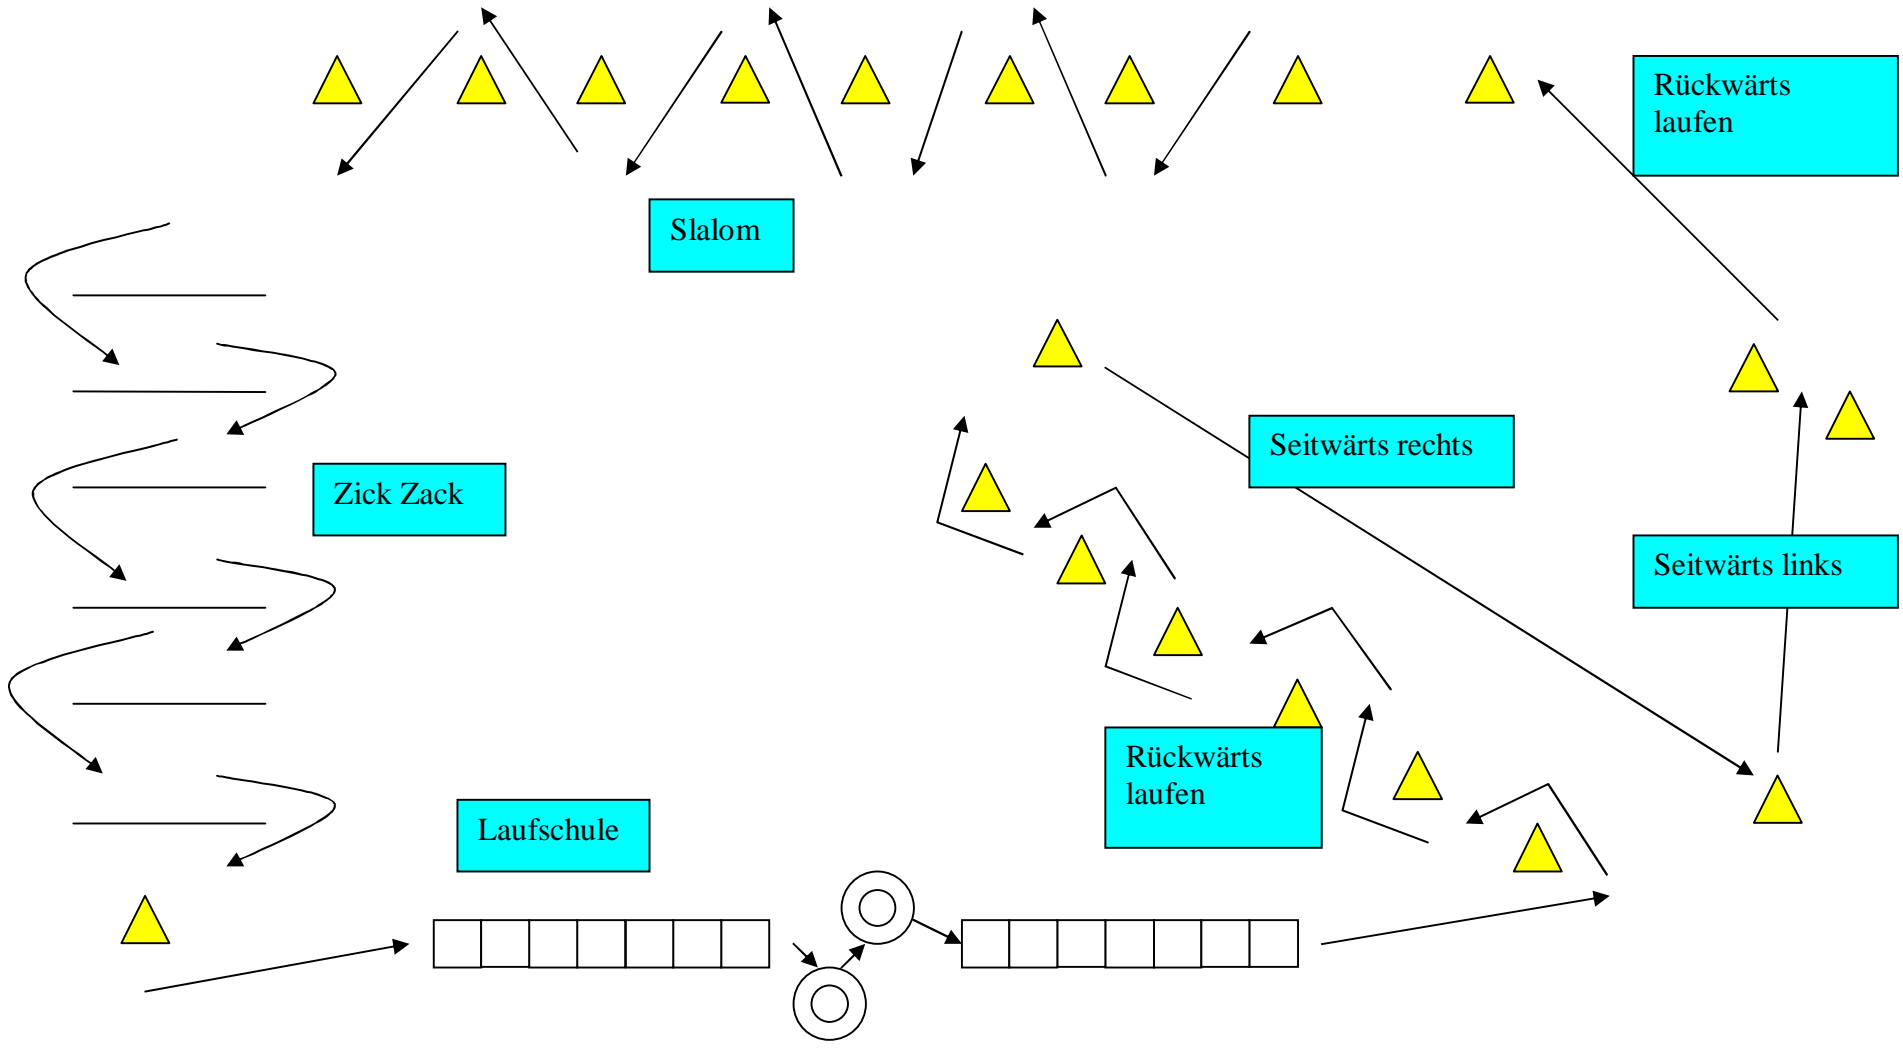 Rückwärts
laufen
Slalom
Seitwärts rechts
Zick Zack
Seitwärts links
Rückwärts
laufen
Laufschule